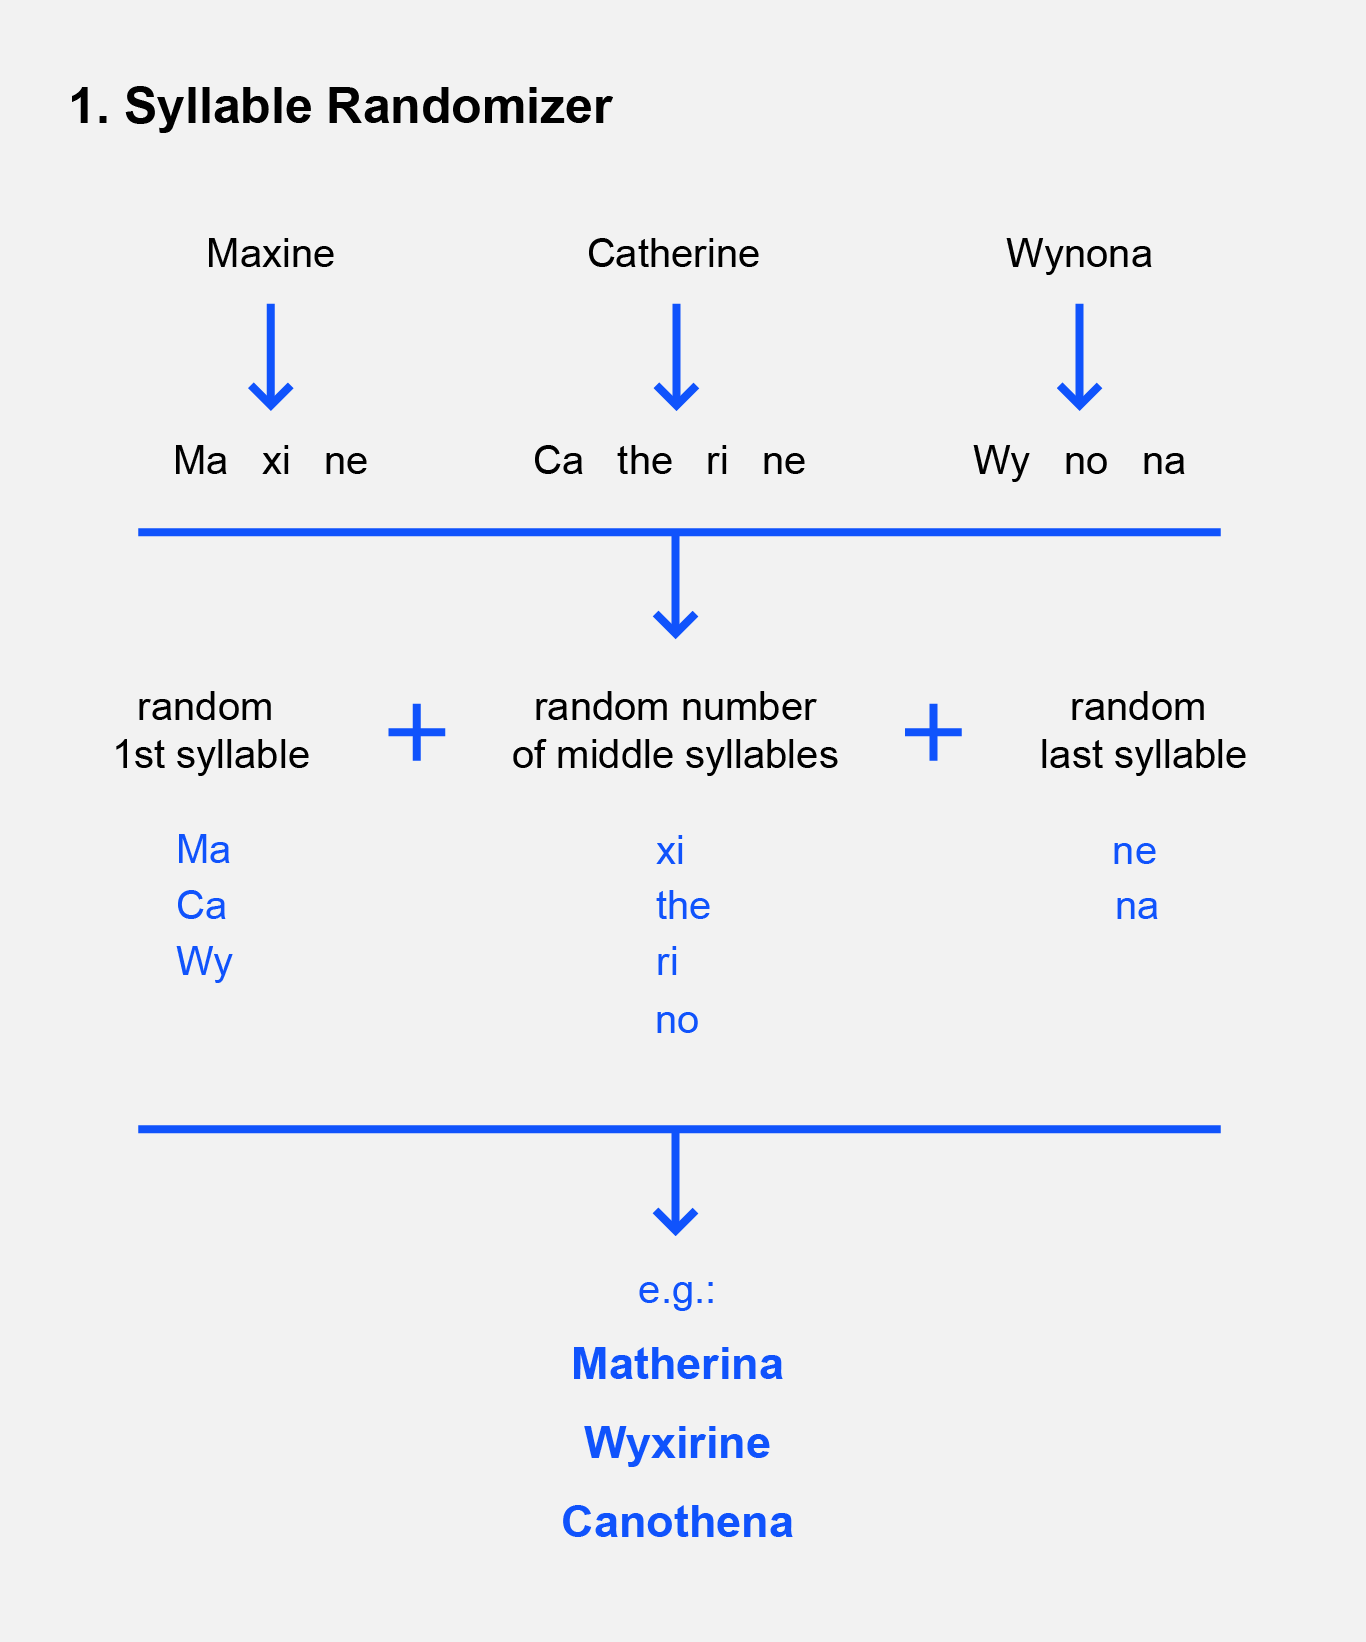 1. Syllable Randomizer
Maxine Catherine Wynona
Ma xi ne Ca the ri ne Wy no na
random 1st syllable + random number of middle syllables + random last syllable
Ma xi ne
Ca the na
Wy ri
no
e.g.:
Matherina
Wyxirine
Canothena